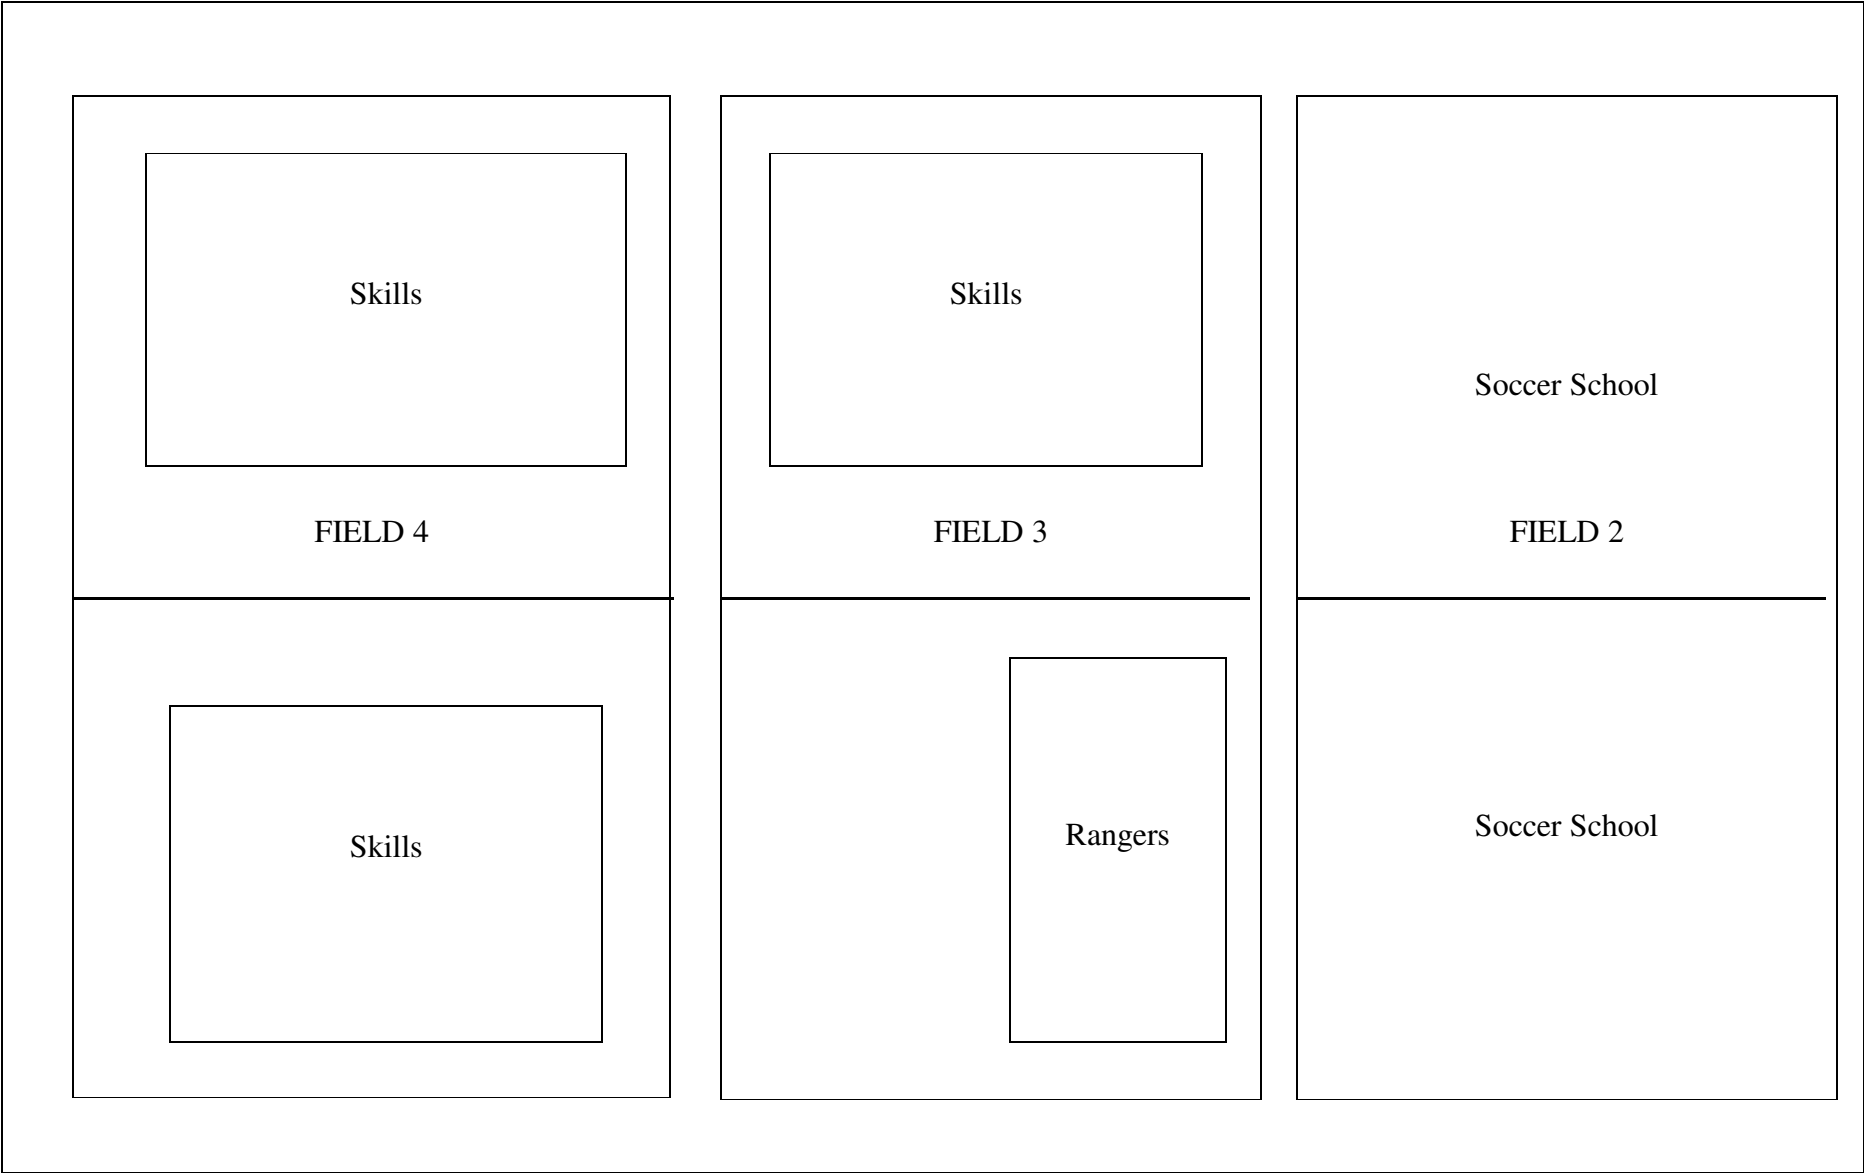 Skills
Skills
Soccer School
FIELD 4
FIELD 3
FIELD 2
Skills
Rangers
Soccer School